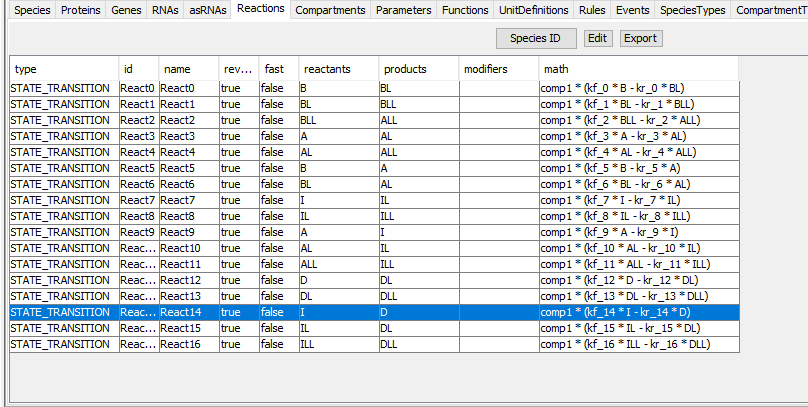 Species Proteins Genes RNAs asRNAs Reactions Compartments Parameters Functions UnitDefinitions Rules Events SpeciesTypes CompartmentT
Species ID Edit Export
type id name rev... fast reactants products modifiers math
STATE_TRANSITION React0 React0 true false B BL comp1 * (kf_0 * B - kr_0 * BL)
STATE_TRANSITION React1 React1 true false BL BLL comp1 * (kf_1 * BL - kr_1 * BLL)
STATE_TRANSITION React2 React2 true false BLL ALL comp1 * (kf_2 * BLL - kr_2 * ALL)
STATE_TRANSITION React3 React3 true false A AL comp1 * (kf_3 * A - kr_3 * AL)
STATE_TRANSITION React4 React4 true false AL ALL comp1 * (kf_4 * AL - kr_4 * ALL)
STATE_TRANSITION React5 React5 true false B A comp1 * (kf_5 * B - kr_5 * A)
STATE_TRANSITION React6 React6 true false BL AL comp1 * (kf_6 * BL - kr_6 * AL)
STATE_TRANSITION React7 React7 true false I IL comp1 * (kf_7 * I - kr_7 * IL)
STATE_TRANSITION React8 React8 true false IL ILL comp1 * (kf_8 * IL - kr_8 * ILL)
STATE_TRANSITION React9 React9 true false A I comp1 * (kf_9 * A - kr_9 * I)
STATE_TRANSITION Reac... React10 true false AL IL comp1 * (kf_10 * AL - kr_10 * IL)
STATE_TRANSITION Reac... React11 true false ALL ILL comp1 * (kf_11 * ALL - kr_11 * ILL)
STATE_TRANSITION Reac... React12 true false D DL comp1 * (kf_12 * D - kr_12 * DL)
STATE_TRANSITION Reac... React13 true false DL DLL comp1 * (kf_13 * DL - kr_13 * DLL)
STATE_TRANSITION Reac... React14 true false I D comp1 * (kf_14 * I - kr_14 * D)
STATE_TRANSITION Reac... React15 true false IL DL comp1 * (kf_15 * IL - kr_15 * DL)
STATE_TRANSITION Reac... React16 true false ILL DLL comp1 * (kf_16 * ILL - kr_16 * DLL)